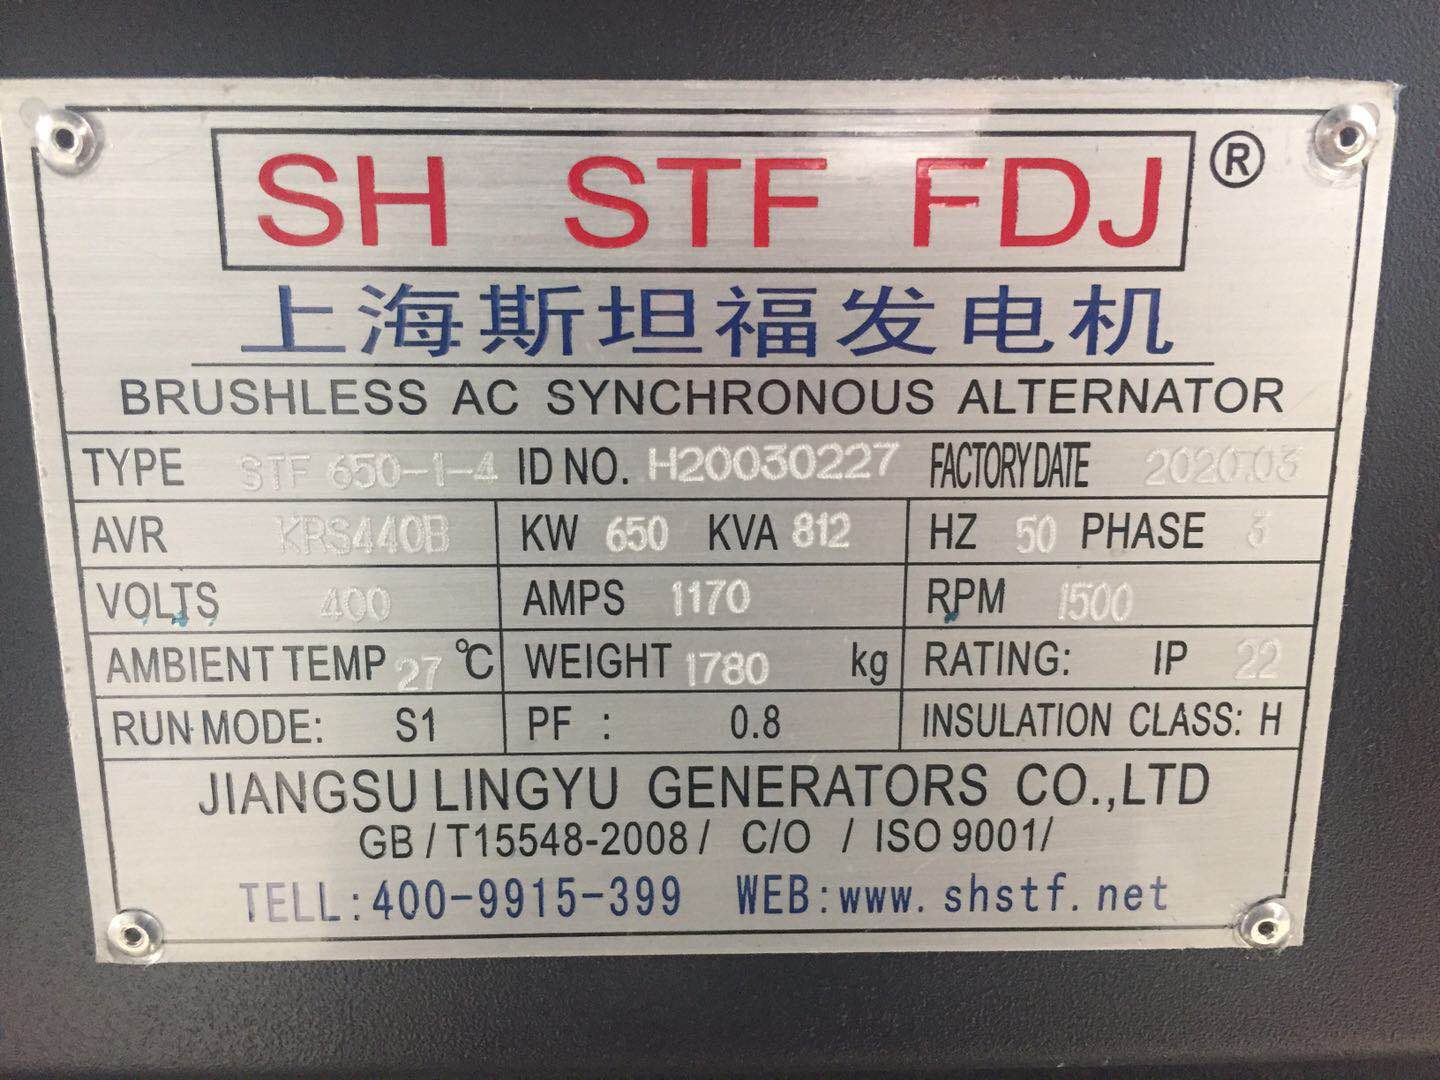 SH STF FDJ ®
上海斯坦福发电机
BRUSHLESS AC SYNCHRONOUS ALTERNATOR
TYPE STF 650-1-4 ID NO. H20030227 FACTORY DATE 2020.03
AVR KRS440B KW 650 KVA 812 HZ 50 PHASE 3
VOLTS 400 AMPS 1170 RPM 1500
AMBIENT TEMP 27 ℃ WEIGHT 1780 kg RATING: IP 22
RUN MODE: S1 PF : 0.8 INSULATION CLASS: H
JIANGSU LINGYU GENERATORS CO.,LTD
GB / T15548-2008 / C/O / ISO 9001/
TELL:400-9915-399 WEB:www.shstf.net